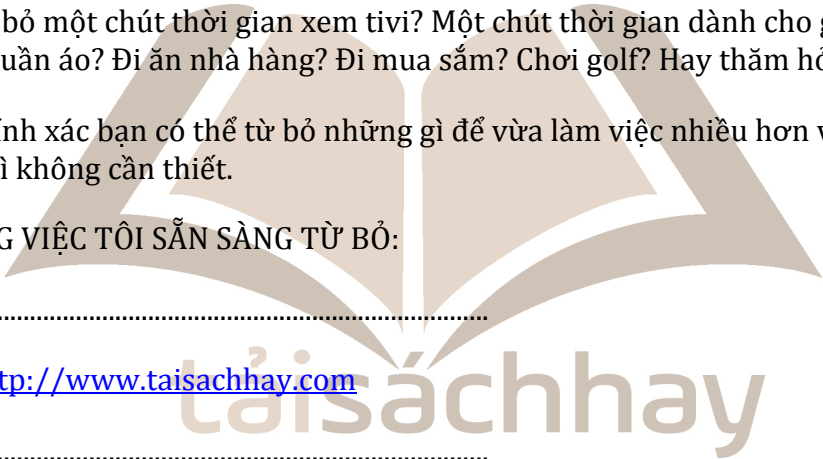 bỏ một chút thời gian xem tivi? Một chút thời gian dành cho g
uần áo? Đi ăn nhà hàng? Đi mua sắm? Chơi golf? Hay thăm hỏ
ính xác bạn có thể từ bỏ những gì để vừa làm việc nhiều hơn v
ì không cần thiết.
G VIỆC TÔI SẴN SÀNG TỪ BỎ:
................................................................................
tp://www.taisachhay.com
tảisáchhay
................................................................................